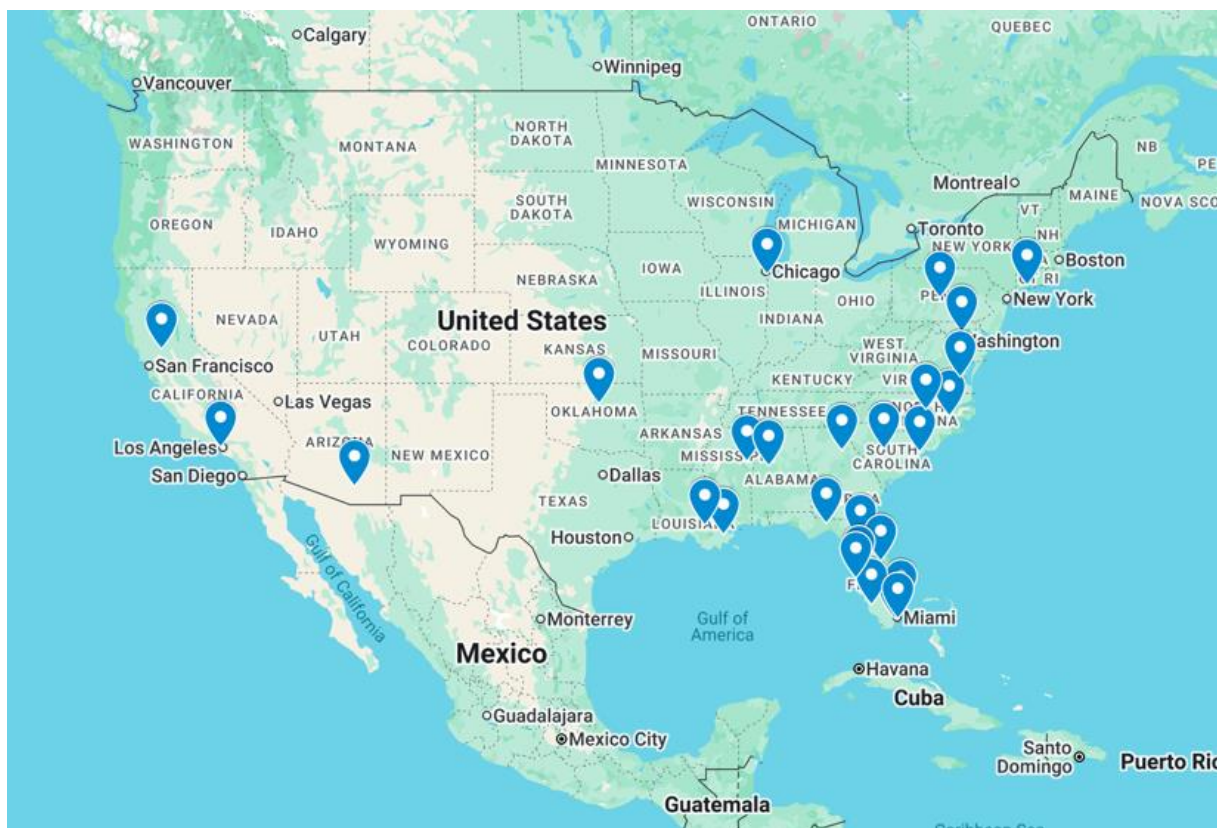 Calgary
ONTARIO
QUEBEC
Winnipeg
Vancouver
WASHINGTON
MONTANA
NORTH
DAKOTA
MINNESOTA
NB
Montreal
MAINE
VT
NOVA SCO
OREGON
IDAHO
SOUTH
DAKOTA
WISCONSIN
MICHIGAN
Toronto
NH
NEW YORK
WYOMING
Chicago
Boston
IOWA
NEBRASKA
ILLINOIS
OHIO
RI
New York
NEVADA
UTAH
United States
INDIANA
COLORADO
KANSAS
MISSOURI
WEST
VIRGINIA
San Francisco
KENTUCKY
CALIFORNIA
Las Vegas
OKLAHOMA
TENNESSEE
ARKANSAS
Los Angeles
ARIZONA
NEW MEXICO
SOUTH
CAROLINA
San Diego
Dallas
ALABAMA
TEXAS
LOUISIANA
Houston
Gulf of California
Monterrey
Gulf of
America
Miami
Mexico
Havana
Cuba
Guadalajara
Mexico City
Santo
Domingo
Puerto Ric
Guatemala